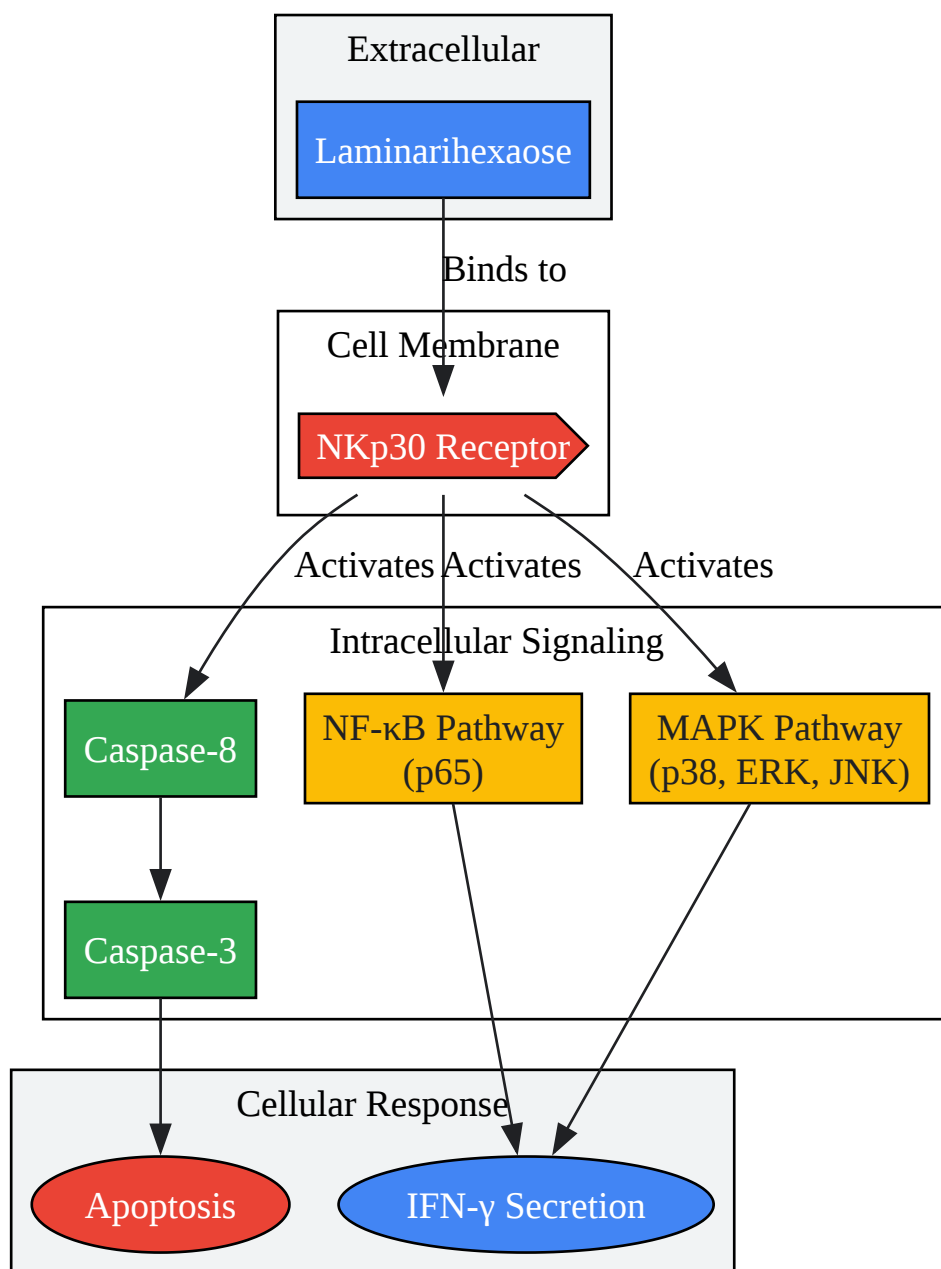 Extracellular
Laminarihexaose
Binds to
Cell Membrane
NKp30 Receptor
Activates
Activates
Activates
Intracellular Signaling
Caspase-8
NF-κB Pathway
(p65)
MAPK Pathway
(p38, ERK, JNK)
Caspase-3
Cellular Response
Apoptosis
IFN-γ Secretion